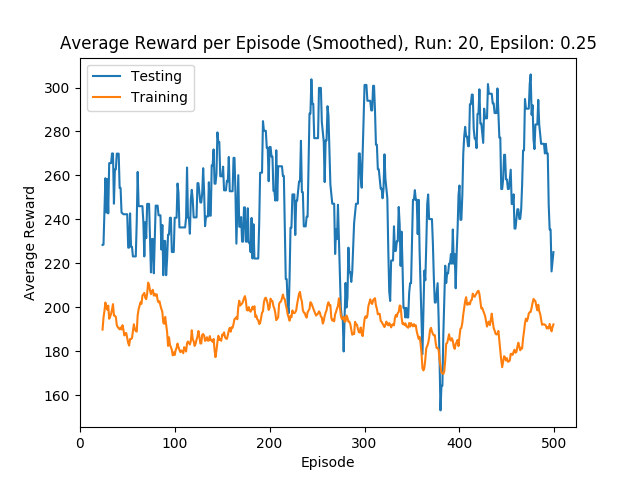 Average Reward per Episode (Smoothed), Run: 20, Epsilon: 0.25
Testing
Training
Average Reward
300
280
260
240
220
200
180
160
0 100 200 300 400 500
Episode